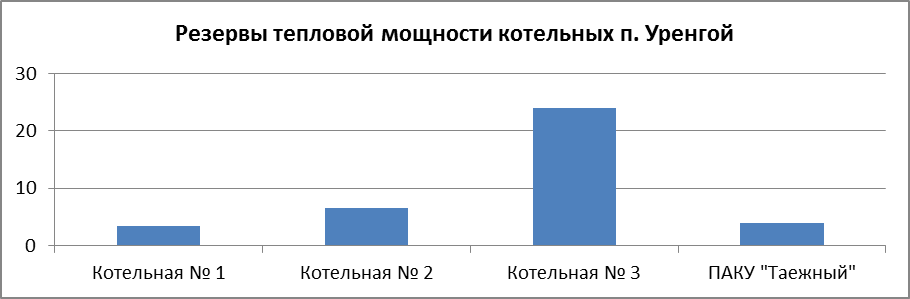 Резервы тепловой мощности котельных п. Уренгой
30
20
10
0
Котельная № 1 Котельная № 2 Котельная № 3 ПАКУ "Таежный"